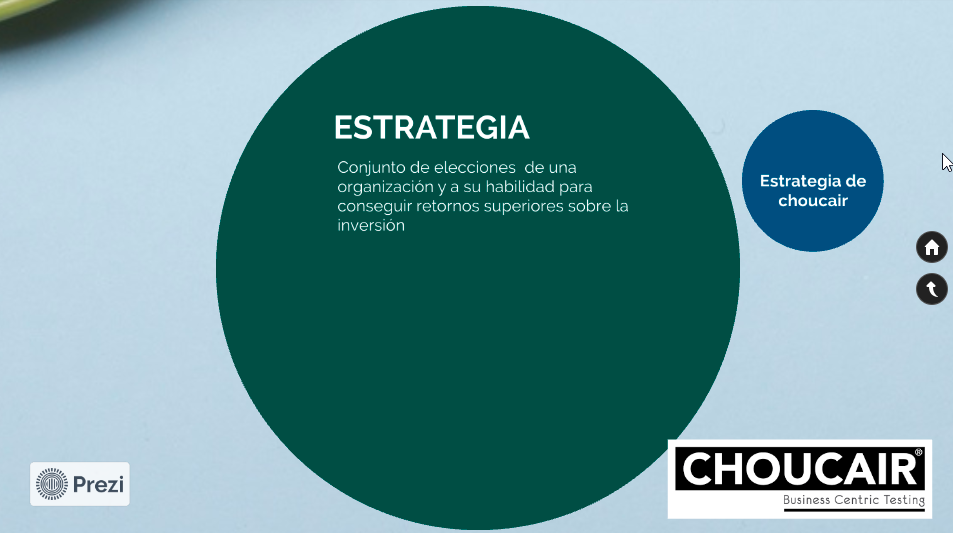 ESTRATEGIA
Conjunto de elecciones  de una
organización y a su habilidad para
conseguir retornos superiores sobre la
inversión
Estrategia de
choucair
Prezi
CHOUCAIR®
Business Centric Testing